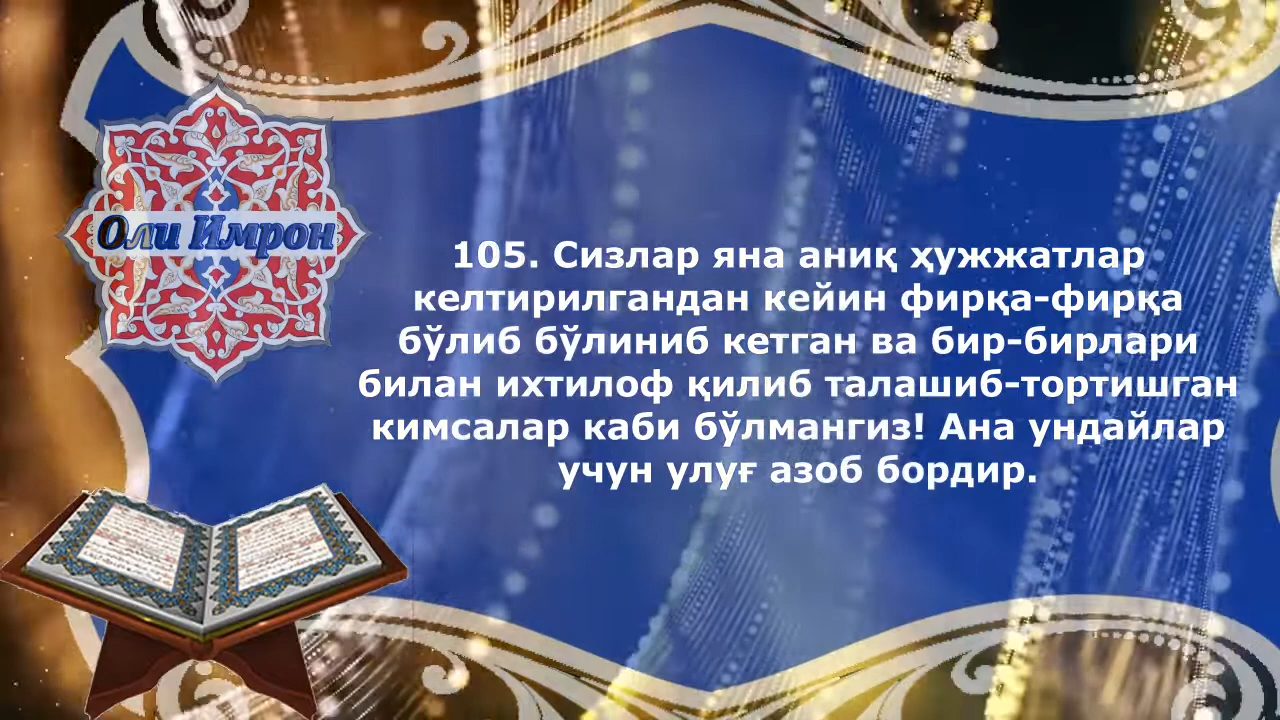 Оли Имрон
105. Сизлар яна аниқ ҳужжатлар
келтирилгандан кейин фирқа-фирқа
бўлиб бўлиниб кетган ва бир-бирлари
билан ихтилоф қилиб талашиб-тортишган
кимсалар каби бўлмангиз! Ана ундайлар
учун улуғ азоб бордир.